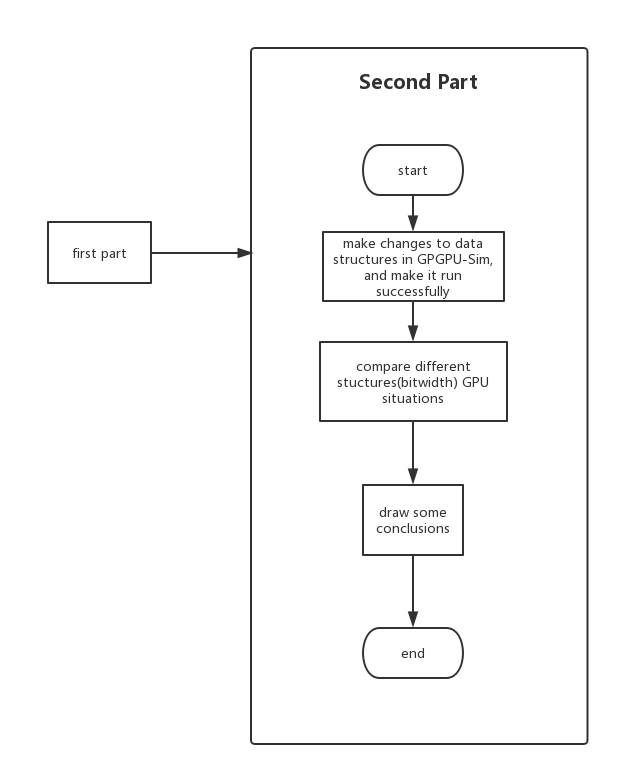 Second Part
start
first part
make changes to data
structures in GPGPU-Sim,
and make it run
successfully
compare different
stuctures(bitwidth) GPU
situations
draw some
conclusions
end